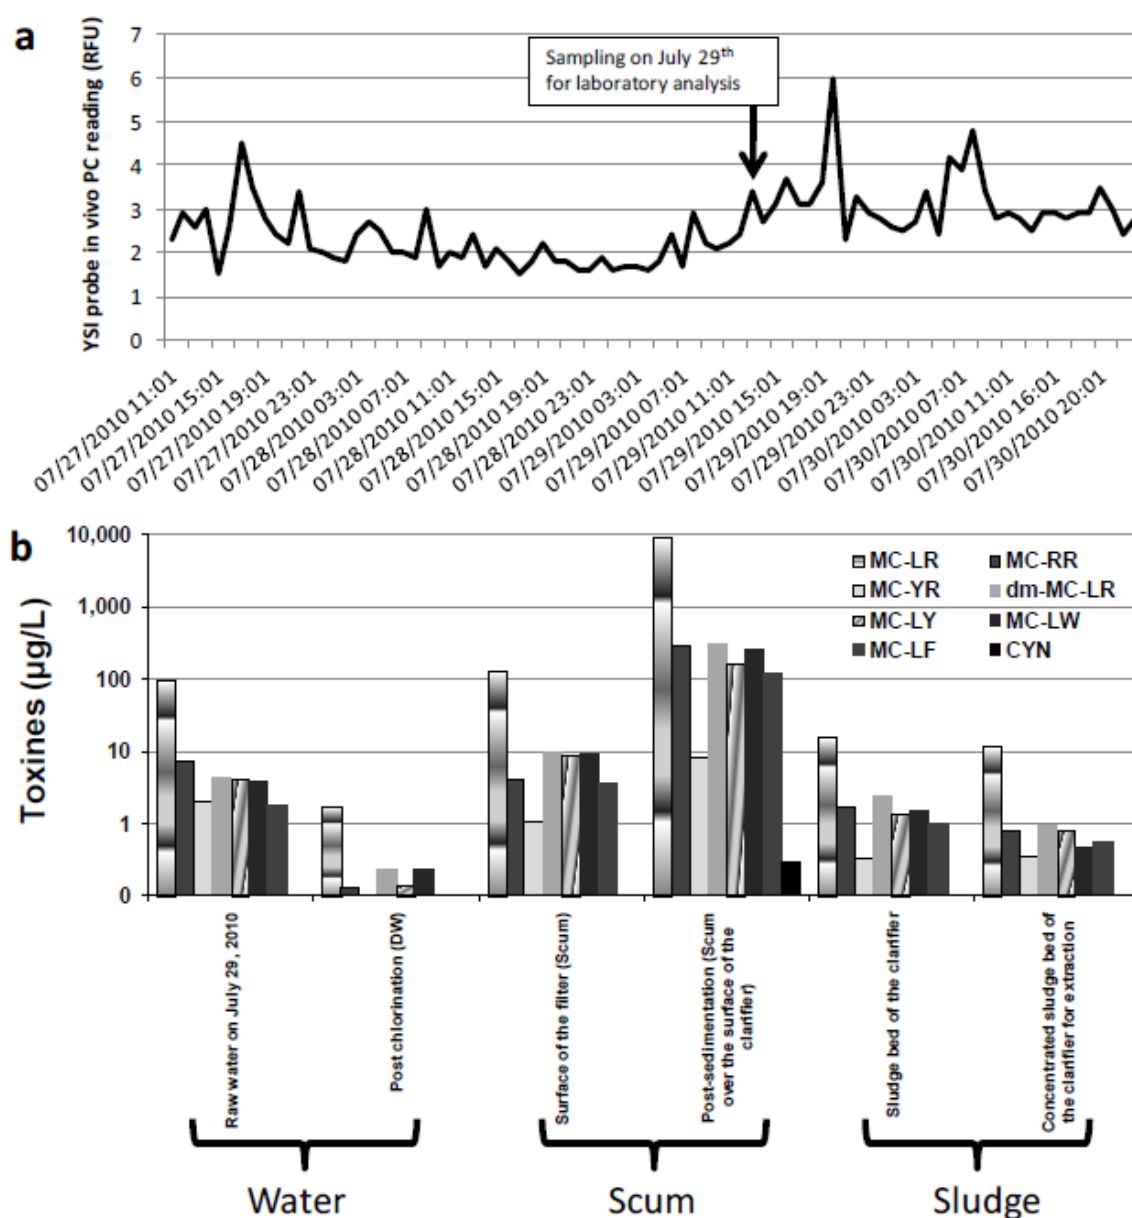 a
YSI probe in vivo PC reading (RFU)
7
6
5
4
3
2
1
0
Sampling on July 29th
for laboratory analysis
07/27/2010 11:01
07/27/2010 15:01
07/27/2010 19:01
07/27/2010 23:01
07/28/2010 03:01
07/28/2010 07:01
07/28/2010 11:01
07/28/2010 15:01
07/28/2010 19:01
07/28/2010 23:01
07/29/2010 03:01
07/29/2010 07:01
07/29/2010 11:01
07/29/2010 15:01
07/29/2010 19:01
07/29/2010 23:01
07/30/2010 03:01
07/30/2010 07:01
07/30/2010 11:01
07/30/2010 16:01
07/30/2010 20:01
b
Toxines (µg/L)
10,000
1,000
100
10
1
0
MC-LR
MC-RR
MC-YR
dm-MC-LR
MC-LY
MC-LW
MC-LF
CYN
Raw water on July 29, 2010
Post chlorination (DW)
Surface of the filter (Scum)
Post-sedimentation (Scum
over the surface of the
clarifier)
Sludge bed of the clarifier
Concentrated sludge bed of
the clarifier for extraction
Water
Scum
Sludge